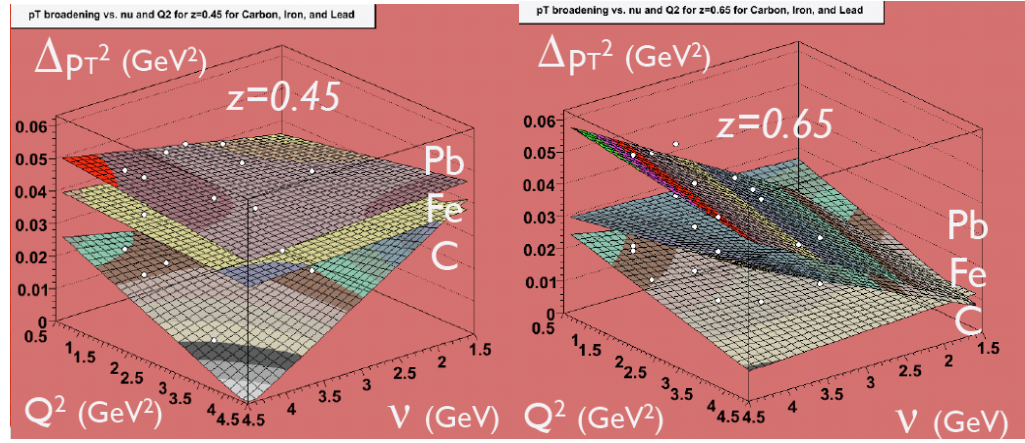 pT broadening vs. nu and Q2 for z=0.45 for Carbon, Iron, and Lead
ΔpT² (GeV²)
z=0.45
0.06
0.05
0.04
0.03
0.02
0.01
0
0.5
1
1.5
2
2.5
3
3.5
4
4.5
4.5
4
3.5
3
2.5
2
1.5
Pb
Fe
C
Q² (GeV²)
ν (GeV)
pT broadening vs. nu and Q2 for z=0.65 for Carbon, Iron, and Lead
ΔpT² (GeV²)
z=0.65
0.06
0.05
0.04
0.03
0.02
0.01
0
0.5
1
1.5
2
2.5
3
3.5
4
4.5
4.5
4
3.5
3
2.5
2
1.5
Pb
Fe
C
Q² (GeV²)
ν (GeV)